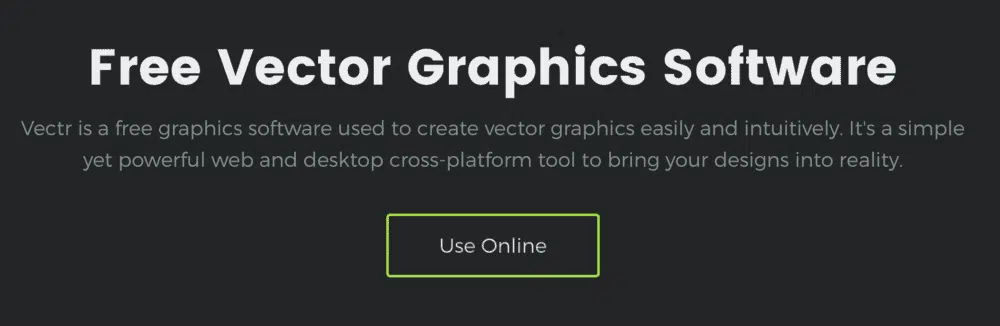 Free Vector Graphics Software
Vectr is a free graphics software used to create vector graphics easily and intuitively. It's a simple
yet powerful web and desktop cross-platform tool to bring your designs into reality.
Use Online